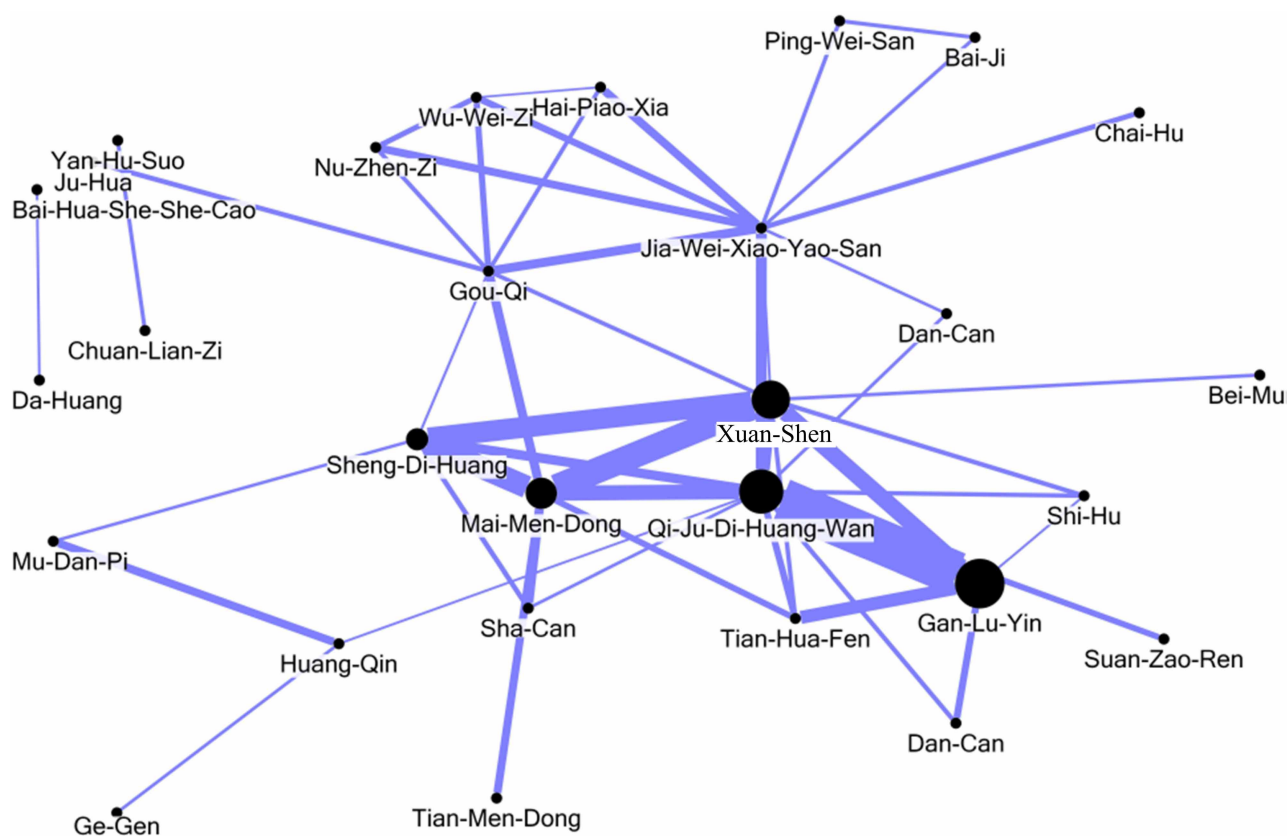 Ping-Wei-San
Bai-Ji
Hai-Piao-Xia
Wu-Wei-Zi
Chai-Hu
Yan-Hu-Suo
Nu-Zhen-Zi
Ju-Hua
Bai-Hua-She-She-Cao
Jia-Wei-Xiao-Yao-San
Gou-Qi
Dan-Can
Chuan-Lian-Zi
Da-Huang
Bei-Mu
Xuan-Shen
Sheng-Di-Huang
Mai-Men-Dong
Qi-Ju-Di-Huang-Wan
Shi-Hu
Mu-Dan-Pi
Sha-Can
Tian-Hua-Fen
Gan-Lu-Yin
Huang-Qin
Suan-Zao-Ren
Dan-Can
Tian-Men-Dong
Ge-Gen